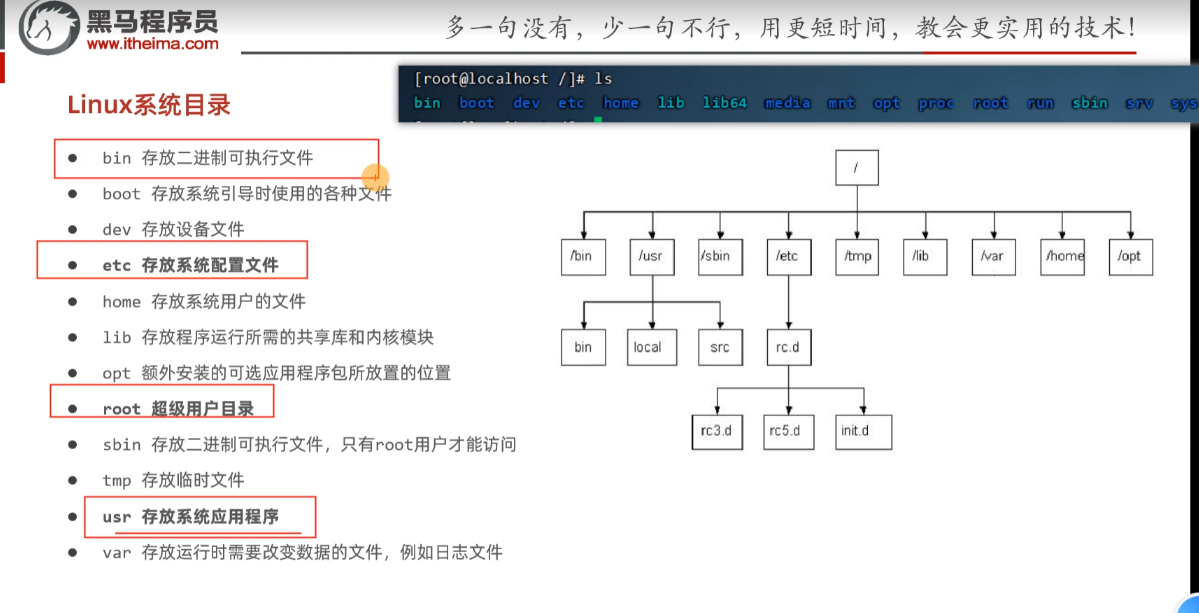 黑马程序员
www.itheima.com
多一句没有，少一句不行，用更短时间，教会更实用的技术！
[root@localhost /]# ls
bin boot dev etc home lib lib64 media mnt opt proc root run sbin srv sys
Linux系统目录
bin 存放二进制可执行文件
boot 存放系统引导时使用的各种文件
dev 存放设备文件
etc 存放系统配置文件
home 存放系统用户的文件
lib 存放程序运行所需的共享库和内核模块
opt 额外安装的可选应用程序包所放置的位置
root 超级用户目录
sbin 存放二进制可执行文件，只有root用户才能访问
tmp 存放临时文件
usr 存放系统应用程序
var 存放运行时需要改变数据的文件，例如日志文件
/
/bin /usr /sbin /etc /tmp /lib /var /home /opt
bin local src rc.d
rc3.d rc5.d init.d